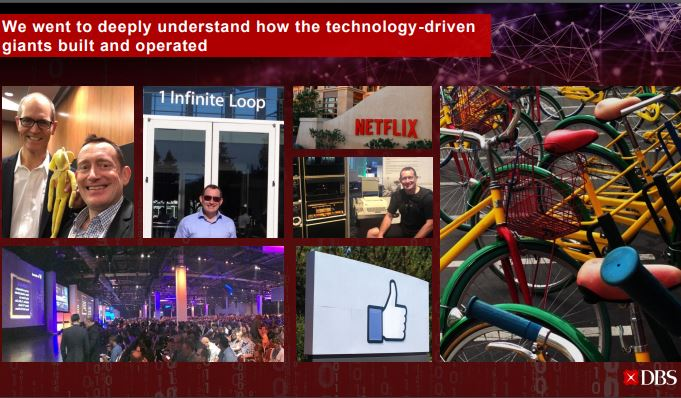 We went to deeply understand how the technology-driven
giants built and operated
1 Infinite Loop
NETFLIX
DBS